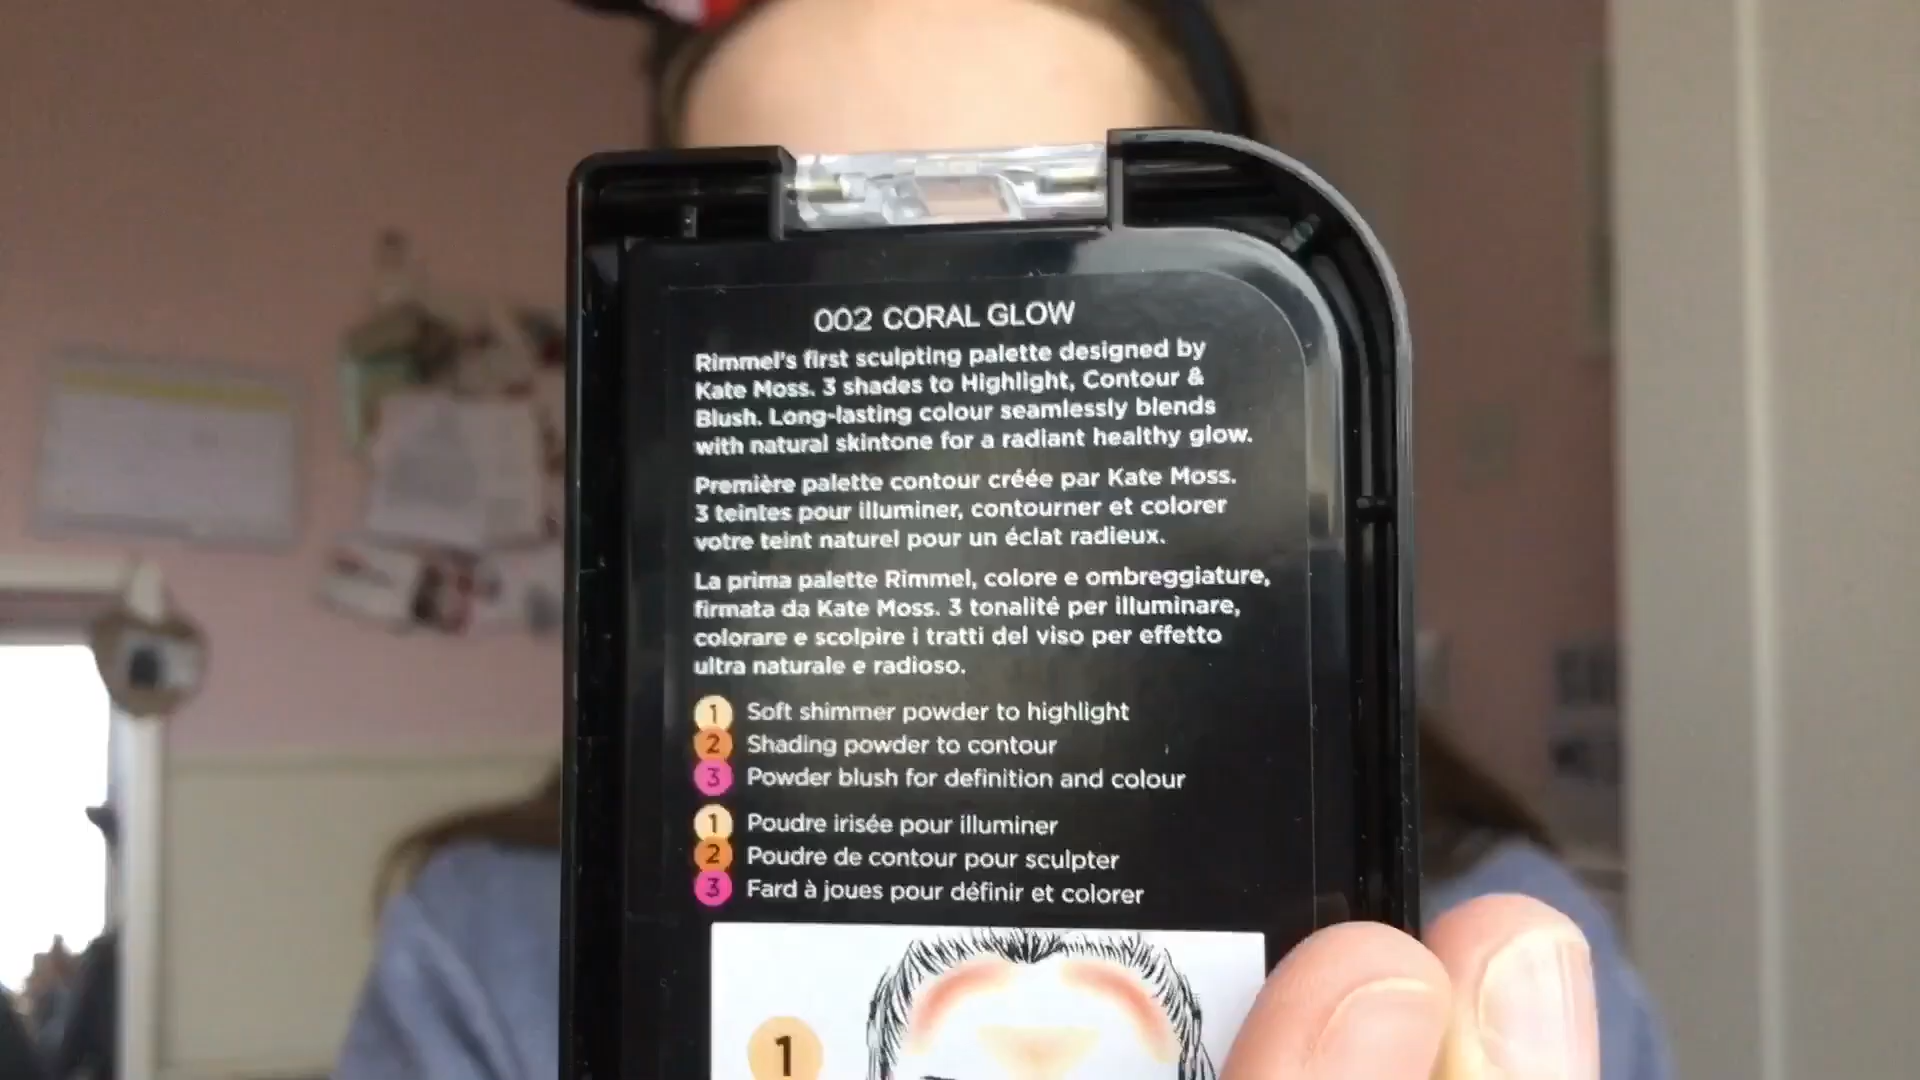 002 CORAL GLOW
Rimmel's first sculpting palette designed by
Kate Moss. 3 shades to Highlight, Contour &
Blush. Long-lasting colour seamlessly blends
with natural skintone for a radiant healthy glow.
Première palette contour créée par Kate Moss.
3 teintes pour illuminer, contourner et colorer
votre teint naturel pour un éclat radieux.
La prima palette Rimmel, colore e ombreggiature,
firmata da Kate Moss. 3 tonalité per illuminare,
colorare e scolpire i tratti del viso per effetto
ultra naturale e radioso.
1 Soft shimmer powder to highlight
2 Shading powder to contour
3 Powder blush for definition and colour
1 Poudre irisée pour illuminer
2 Poudre de contour pour sculpter
3 Fard à joues pour définir et colorer
1